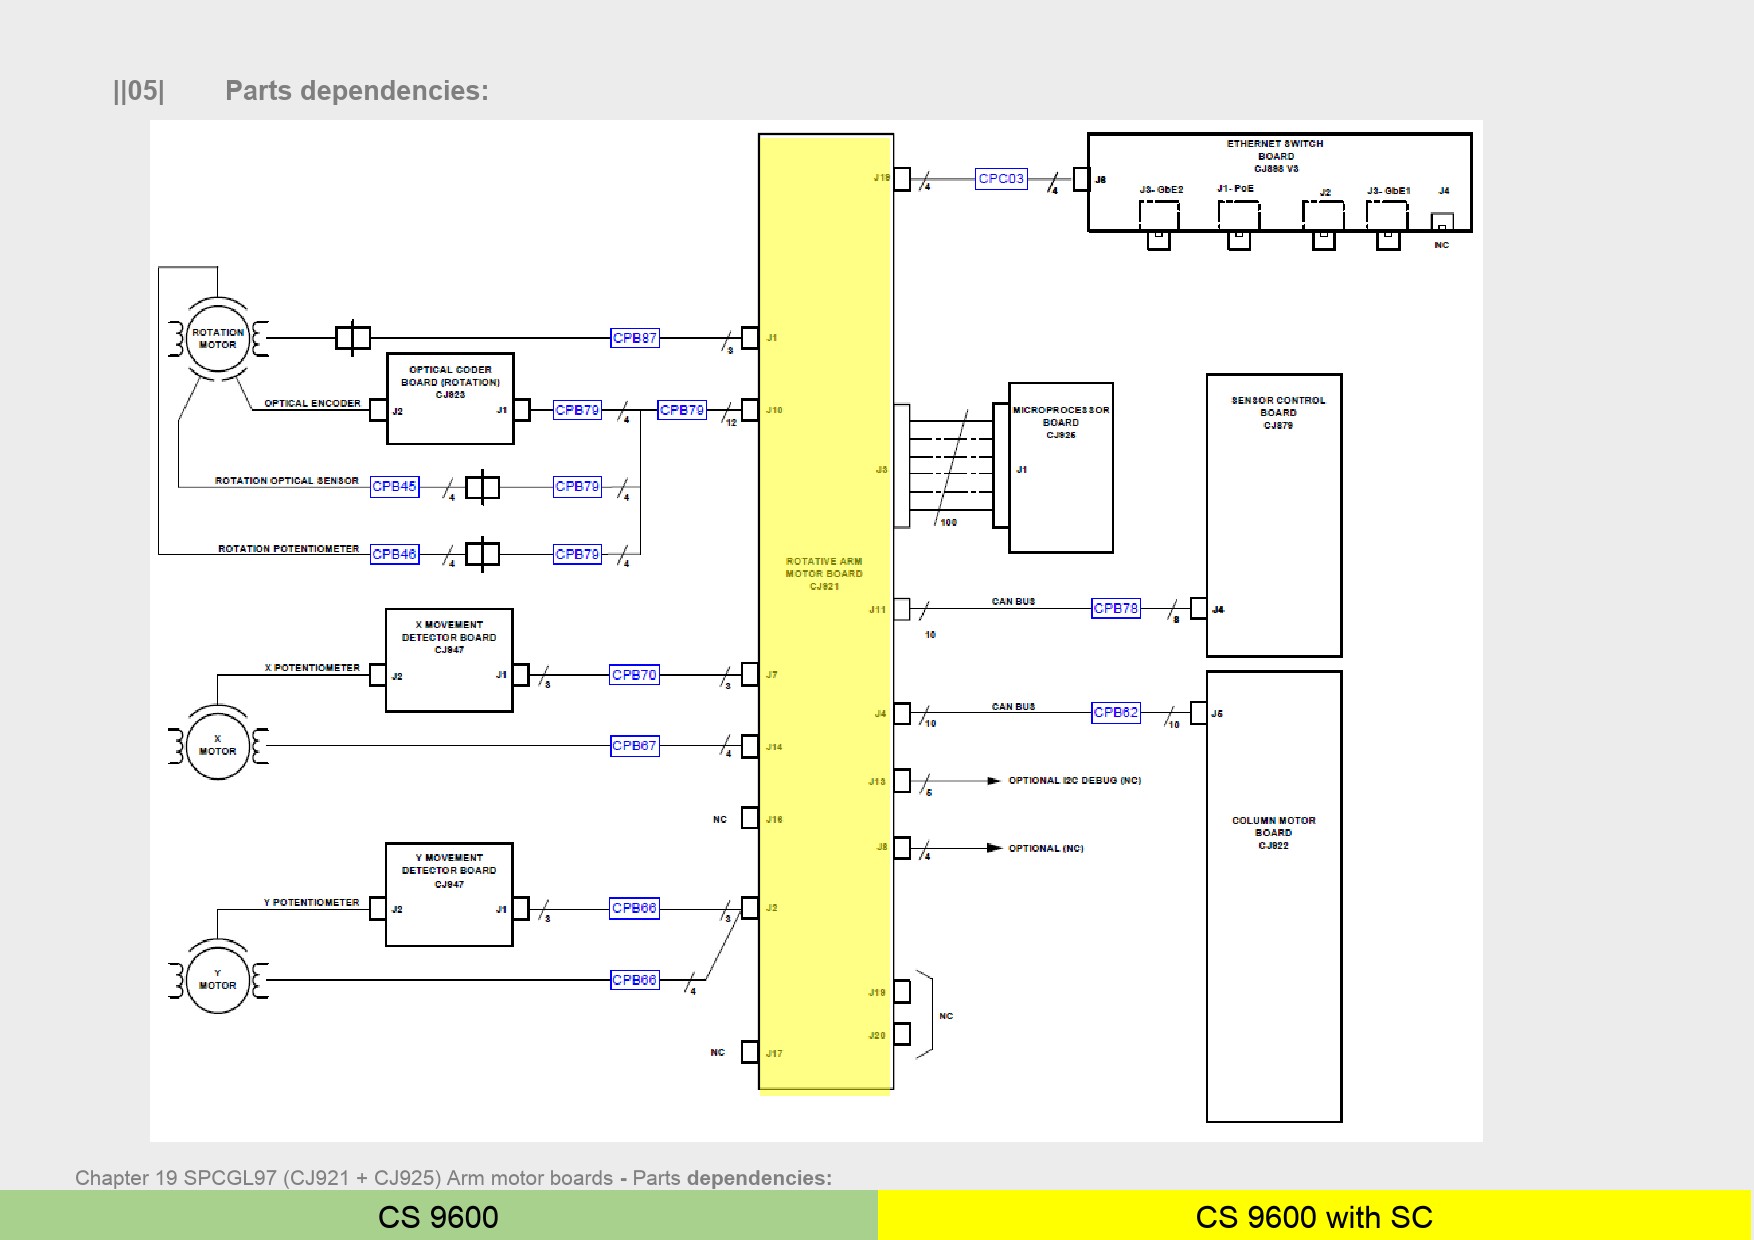 ||05| Parts dependencies:
ETHERNET SWITCH
BOARD
CJ898 V3
J19
4
CPC03
4
J6
J3-GbE2
J1-PoE
J2
J3-GbE1
J4
NC
ROTATION
MOTOR
CPB87
3
J1
OPTICAL CODER
BOARD (ROTATION)
CJ923
OPTICAL ENCODER
J2
J1
CPB79
4
CPB79
12
J10
ROTATION OPTICAL SENSOR
CPB45
4
CPB79
4
ROTATION POTENTIOMETER
CPB46
4
CPB79
4
MICROPROCESSOR
BOARD
J3
J1
100
SENSOR CONTROL
BOARD
CJ879
ROTATIVE ARM
MOTOR BOARD
CJ921
J11
10
CAN BUS
CPB78
8
J4
X MOVEMENT
DETECTOR BOARD
CJ947
X POTENTIOMETER
J2
J1
3
CPB70
3
J7
X
MOTOR
CPB67
4
J14
J4
10
CAN BUS
CPB62
10
J5
J13
5
OPTIONAL I2C DEBUG (NC)
NC
J16
J8
4
OPTIONAL (NC)
COLUMN MOTOR
BOARD
CJ922
Y MOVEMENT
DETECTOR BOARD
CJ947
Y POTENTIOMETER
J2
J1
3
CPB66
3
J2
Y
MOTOR
CPB66
4
J19
J20
NC
NC
J17
Chapter 19 SPCGL97 (CJ921 + CJ925) Arm motor boards - Parts dependencies:
CS 9600
CS 9600 with SC